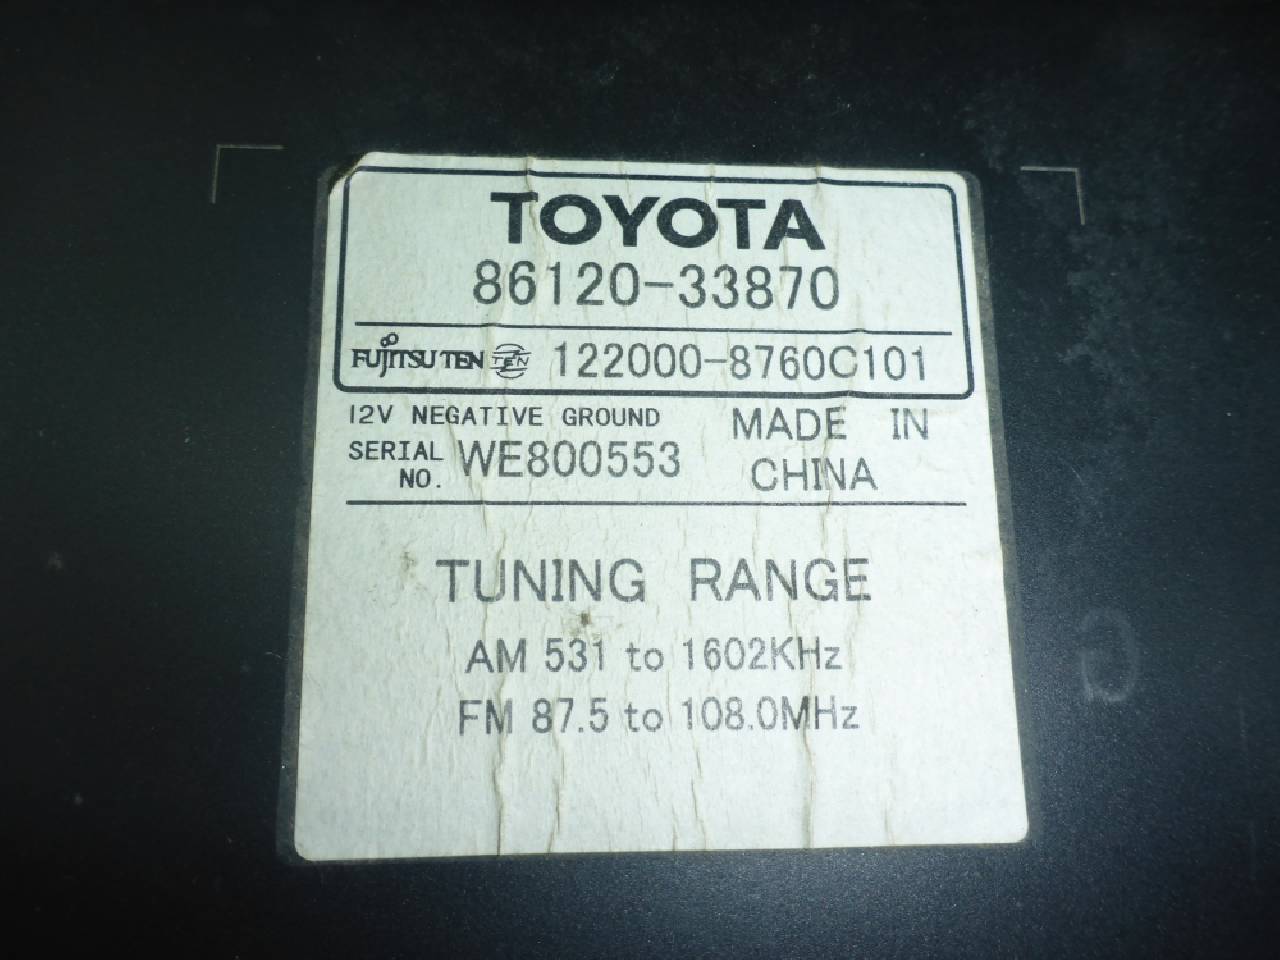 TOYOTA
86120-33870
FUJITSU TEN TEN 122000-8760C101
12V NEGATIVE GROUND
SERIAL NO. WE800553
MADE IN
CHINA
TUNING RANGE
AM 531 to 1602KHz
FM 87.5 to 108.0MHz
G